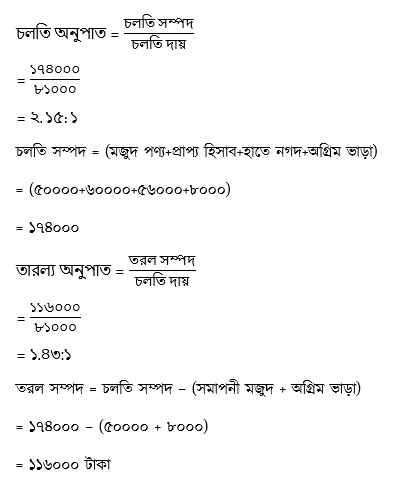 চলতি অনুপাত = চলতি সম্পদ / চলতি দায়
= ১৭৪০০০ / ৮১০০০
= ২.১৫:১
চলতি সম্পদ = (মজুদ পণ্য+প্রাপ্য হিসাব+হাতে নগদ+অগ্রিম ভাড়া)
= (৫০০০০+৬০০০০+৫৬০০০+৮০০০)
= ১৭৪০০০
তারল্য অনুপাত = তরল সম্পদ / চলতি দায়
= ১১৬০০০ / ৮১০০০
= ১.৪৩:১
তরল সম্পদ = চলতি সম্পদ – (সমাপনী মজুদ + অগ্রিম ভাড়া)
= ১৭৪০০০ – (৫০০০০ + ৮০০০)
= ১১৬০০০ টাকা